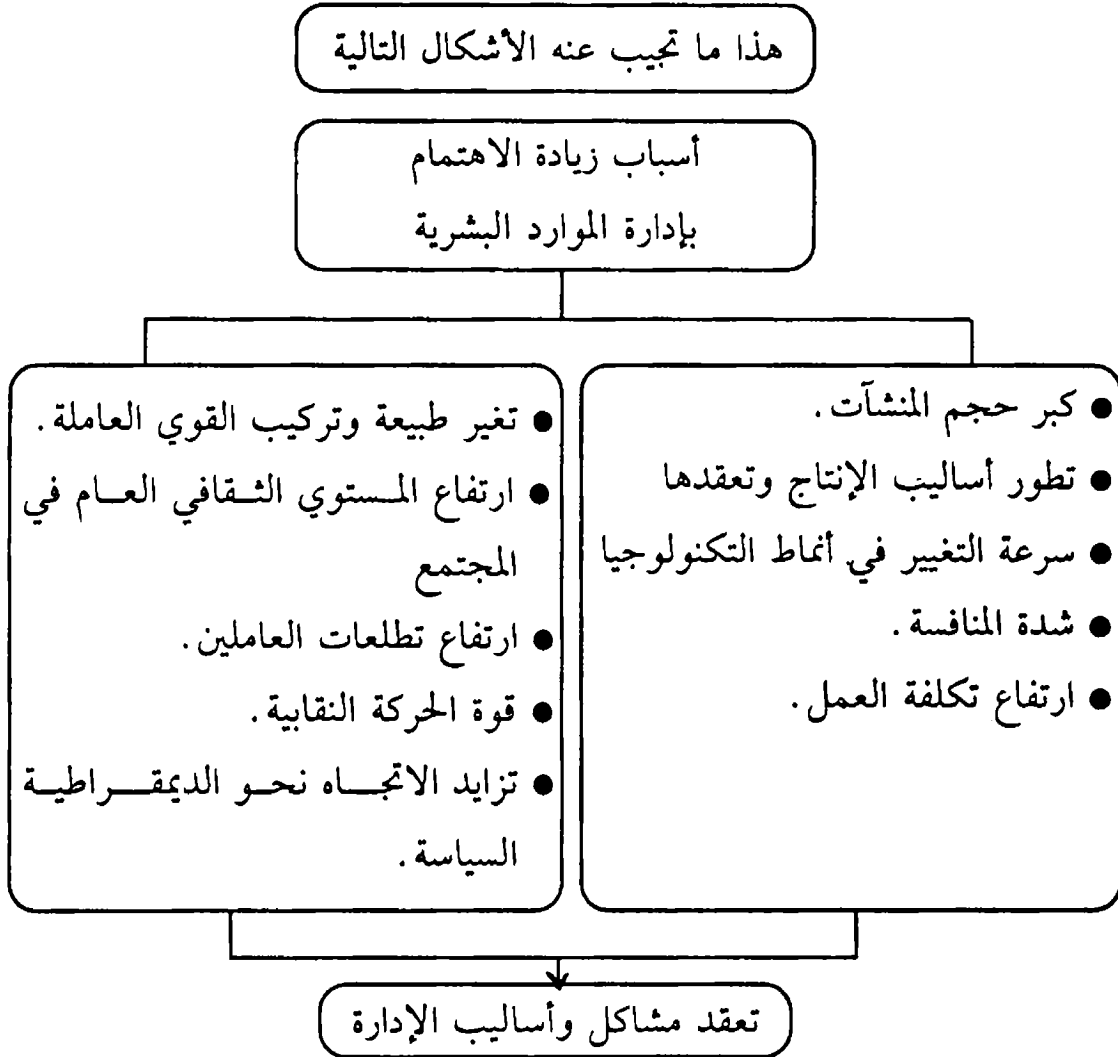 هذا ما تجيب عنه الأشكال التالية
أسباب زيادة الاهتمام
بإدارة الموارد البشرية
● كبر حجم المنشآت.
● تطور أساليب الإنتاج وتعقدها
● سرعة التغيير في أنماط التكنولوجيا
● شدة المنافسة.
● ارتفاع تكلفة العمل.
● تغير طبيعة وتركيب القوي العاملة.
● ارتفاع المستوي الثقافي العام في
المجتمع
● ارتفاع تطلعات العاملين.
● قوة الحركة النقابية.
● تزايد الاتجاه نحو الديمقراطية
السياسة.
تعقد مشاكل وأساليب الإدارة